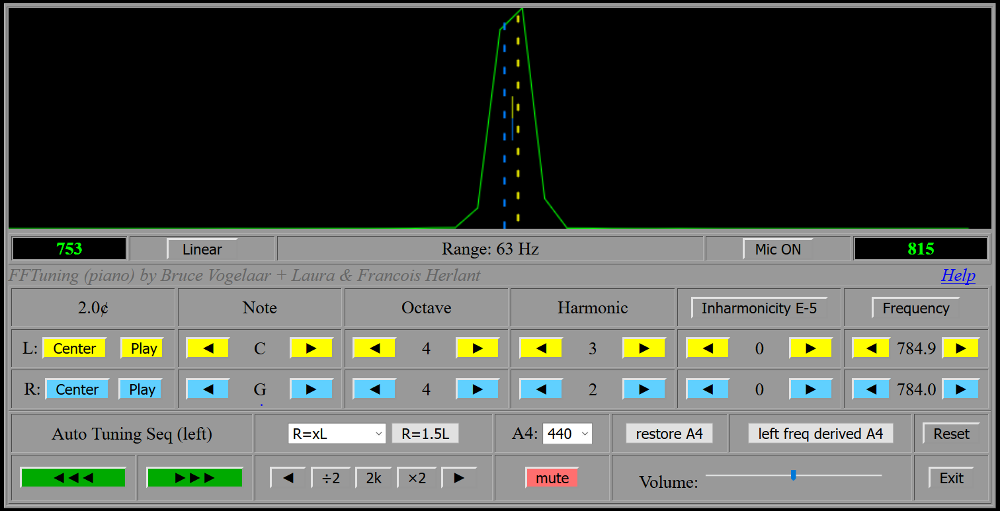 753 Linear Range: 63 Hz Mic ON 815
FFTuning (piano) by Bruce Vogelaar + Laura & Francois Herlant Help
2.0¢ Note Octave Harmonic Inharmonicity E-5 Frequency
L: Center Play ◄ C ► ◄ 4 ► ◄ 3 ► ◄ 0 ► ◄ 784.9 ►
R: Center Play ◄ G ► ◄ 4 ► ◄ 2 ► ◄ 0 ► ◄ 784.0 ►
Auto Tuning Seq (left) R=xL R=1.5L A4: 440 restore A4 left freq derived A4 Reset
◄◄◄ ►►► ◄ ÷2 2k ×2 ► mute Volume: Exit